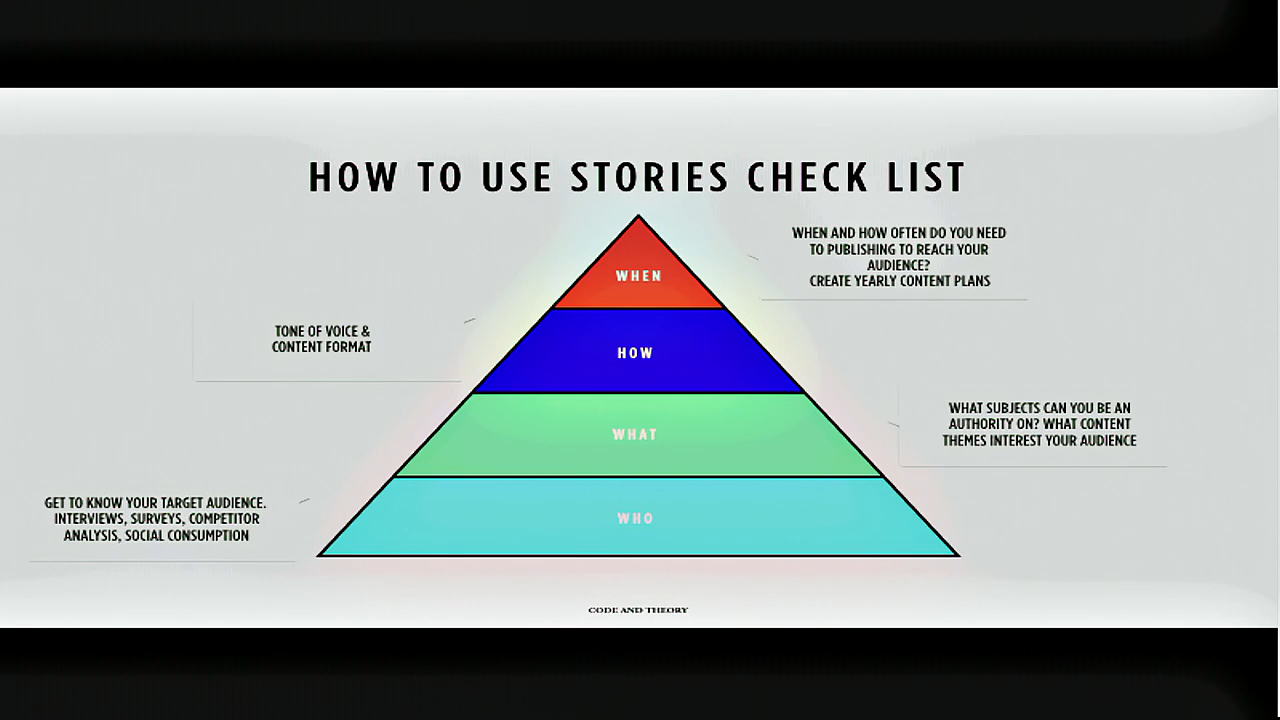 HOW TO USE STORIES CHECK LIST
WHEN AND HOW OFTEN DO YOU NEED
TO PUBLISHING TO REACH YOUR
AUDIENCE?
CREATE YEARLY CONTENT PLANS
WHEN
TONE OF VOICE &
CONTENT FORMAT
HOW
WHAT SUBJECTS CAN YOU BE AN
AUTHORITY ON? WHAT CONTENT
THEMES INTEREST YOUR AUDIENCE
WHAT
GET TO KNOW YOUR TARGET AUDIENCE.
INTERVIEWS, SURVEYS, COMPETITOR
ANALYSIS, SOCIAL CONSUMPTION
WHO
CODE AND THEORY